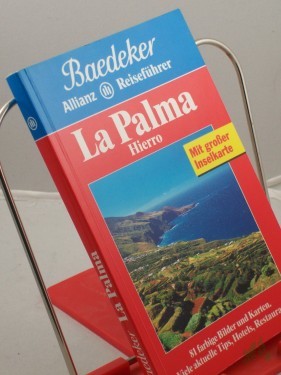 Baedeker
Allianz Reiseführer
La Palma
Hierro
Mit großer
Inselkarte
81 farbige Bilder und Karten,
viele aktuelle Tips, Hotels, Restaura
La Palma
Baedeker